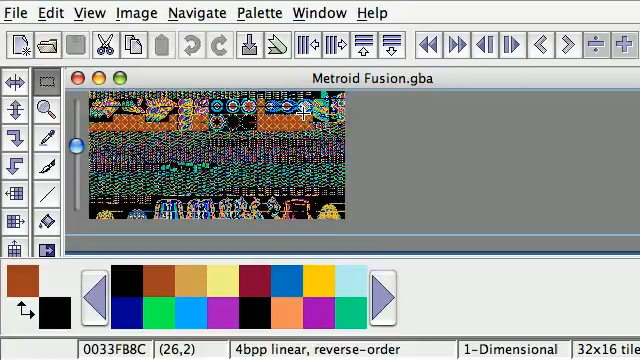 File Edit View Image Navigate Palette Window Help
Metroid Fusion.gba
0033FB8C (26,2) 4bpp linear, reverse-order 1-Dimensional 32x16 tile